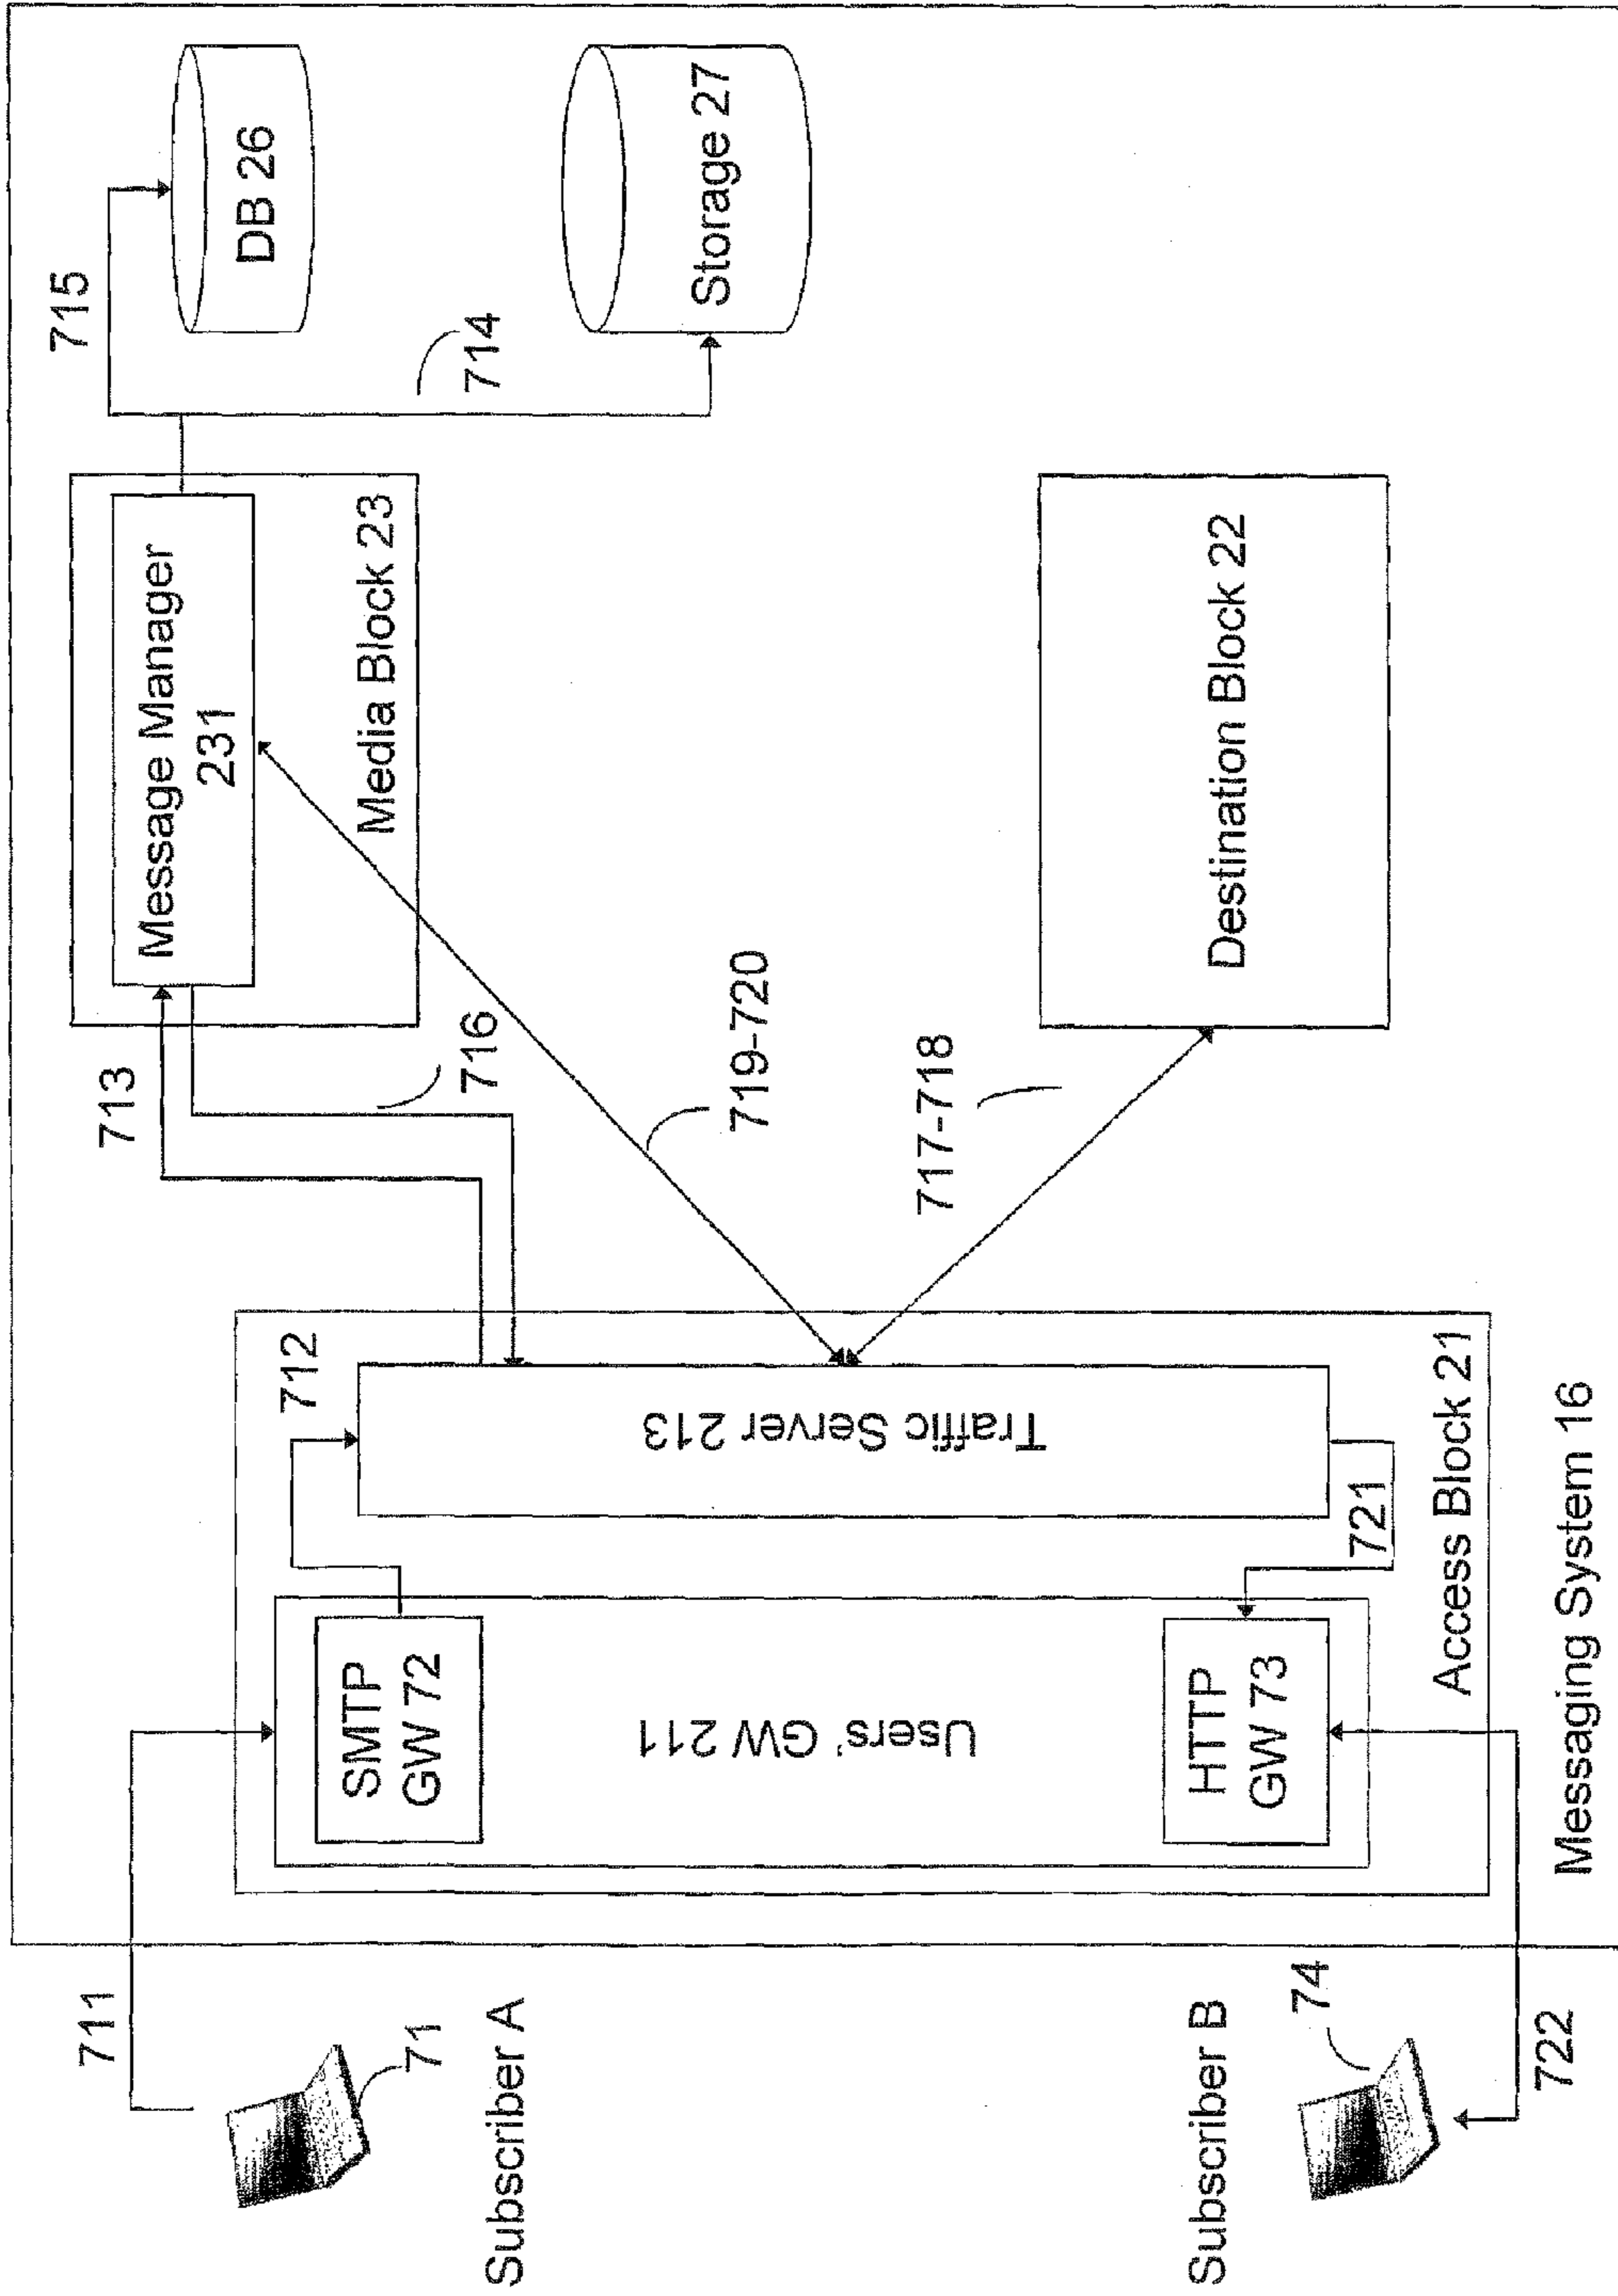 711
71
Subscriber A
Subscriber B
74
722
SMTP
GW 72
Users' GW 211
HTTP
GW 73
712
Traffic Server 213
721
Access Block 21
Messaging System 16
713
716
719-720
717-718
Message Manager
231
Media Block 23
Destination Block 22
715
714
DB 26
Storage 27